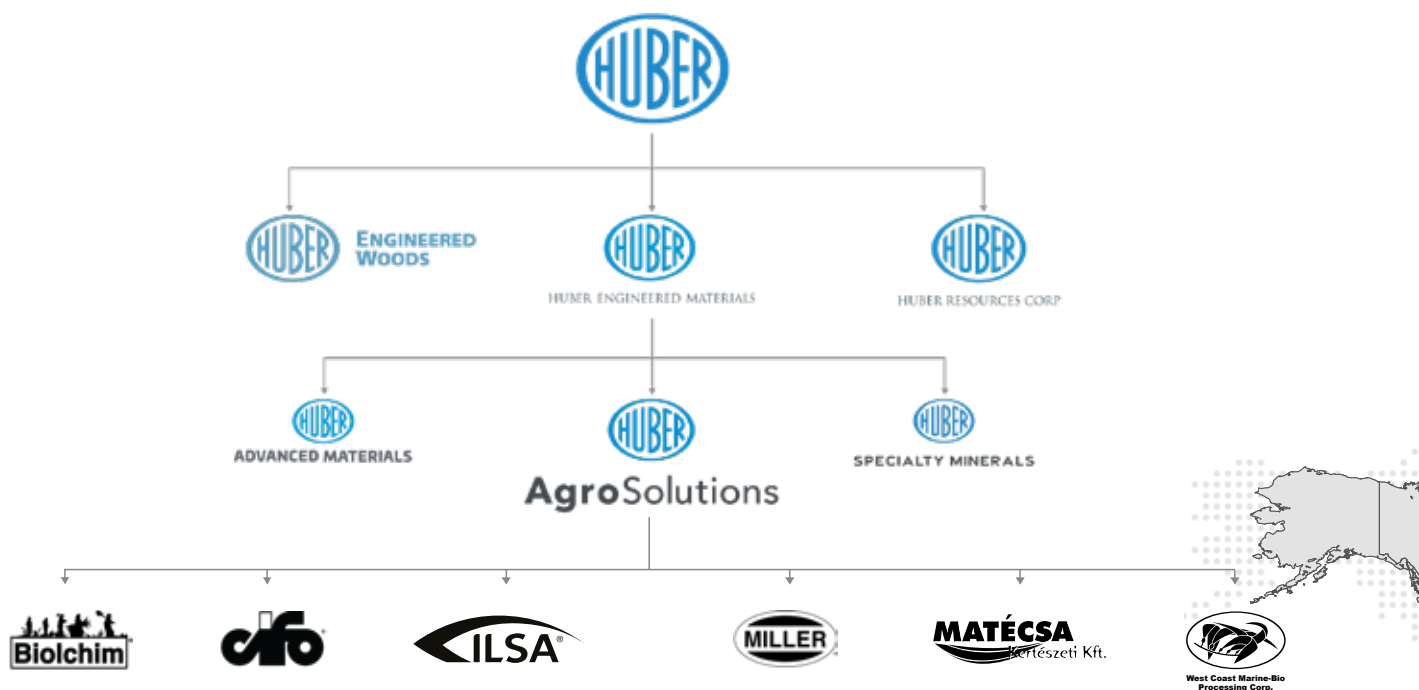 HUBER
HUBER
ENGINEERED
WOODS
HUBER
HUBER ENGINEERED MATERIALS
HUBER
HUBER RESOURCES CORP
HUBER
ADVANCED MATERIALS
HUBER
AgroSolutions
HUBER
SPECIALTY MINERALS
Biolchim
cifo®
ILSA®
MILLER
MATÉCSA
Kertészeti Kft.
West Coast Marine-Bio
Processing Corp.